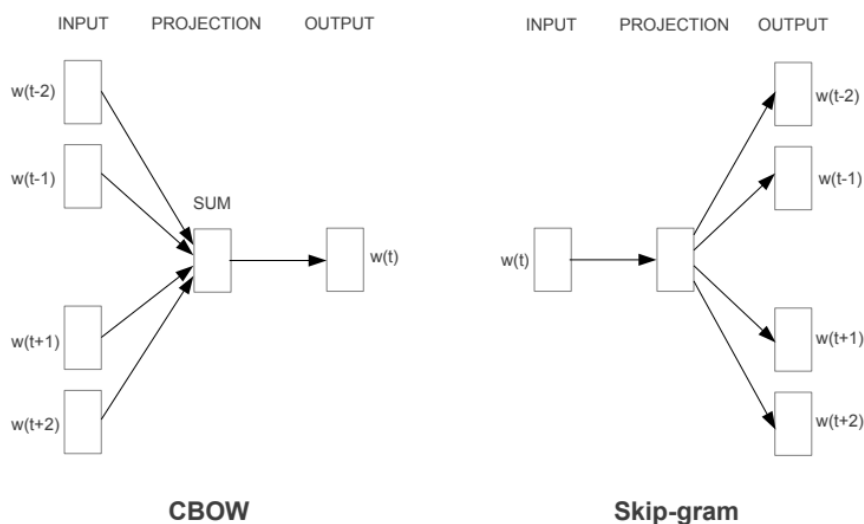 INPUT PROJECTION OUTPUT
w(t-2)
w(t-1)
SUM
w(t)
w(t+1)
w(t+2)
CBOW
INPUT PROJECTION OUTPUT
w(t-2)
w(t-1)
w(t)
w(t+1)
w(t+2)
Skip-gram